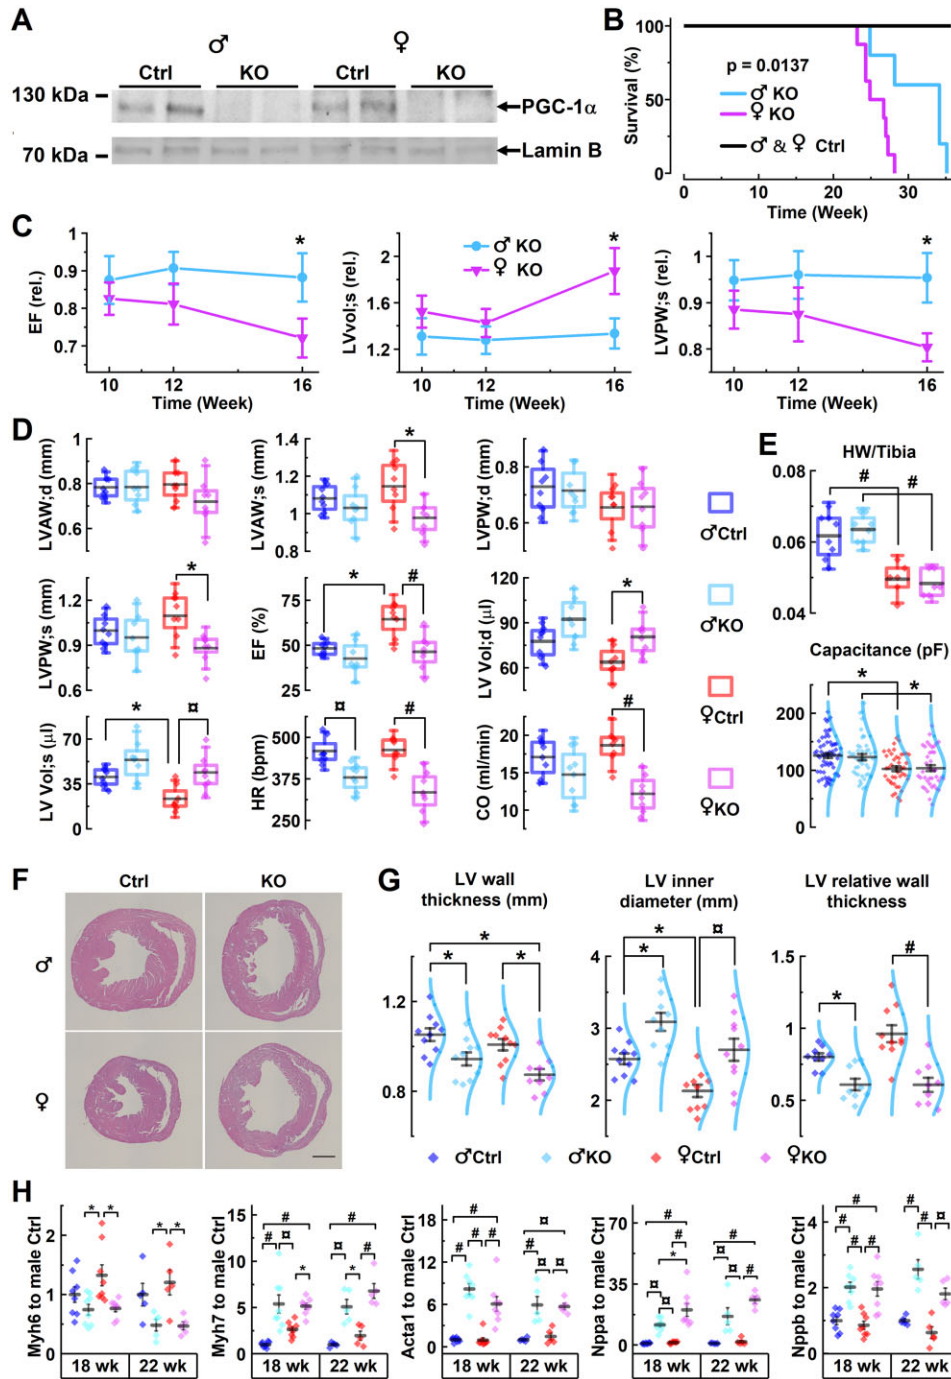 A
♂ ♀
Ctrl KO Ctrl KO
130 kDa
PGC-1α
70 kDa
Lamin B
B
Survival (%)
100
50
0
p = 0.0137
♂ KO
♀ KO
♂ & ♀ Ctrl
0 10 20 30
Time (Week)
C
EF (rel.)
0.9
0.8
0.7
*
10 12 16
Time (Week)
LVvol;s (rel.)
♂ KO
♀ KO
2
1.6
1.2
*
10 12 16
Time (Week)
LVPW;s (rel.)
1
0.9
0.8
*
10 12 16
Time (Week)
D
LVAW;d (mm)
1
0.8
0.6
LVAW;s (mm)
1.4
1.2
1
0.8
*
LVPW;d (mm)
1
0.8
0.6
LVPW;s (mm)
1.2
0.9
0.6
*
EF (%)
75
50
25
* #
LV Vol;d (µl)
120
90
60
*
LV Vol;s (µl)
70
35
0
* ¤
HR (bpm)
500
375
250
¤ #
CO (ml/min)
20
15
10
#
♂Ctrl
♂KO
♀Ctrl
♀KO
E
HW/Tibia
0.08
0.06
0.04
# #
Capacitance (pF)
200
100
0
* *
F
Ctrl KO
♂
♀
G
LV wall
thickness (mm)
1.2
0.8
* * *
LV inner
diameter (mm)
4
3
2
* * ¤
LV relative wall thickness
1.5
1
0.5
* #
♂Ctrl ♂KO ♀Ctrl ♀KO
H
Myh6 to male Ctrl
2
1
0
* * * *
18 wk 22 wk
Myh7 to male Ctrl
15
10
5
0
# # ¤ * # ¤ * #
18 wk 22 wk
Acta1 to male Ctrl
18
12
6
0
# # # # ¤ # ¤ ¤
18 wk 22 wk
Nppa to male Ctrl
70
35
0
# # * ¤ ¤ # ¤ ¤ #
18 wk 22 wk
Nppb to male Ctrl
4
2
0
# # # # # # ¤
18 wk 22 wk